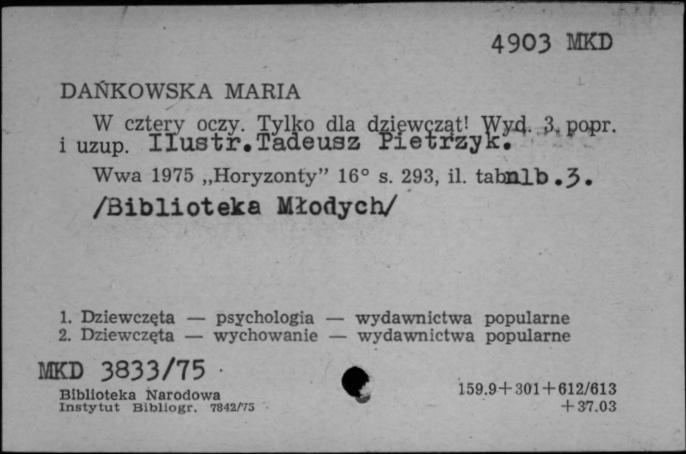 4903 MKD
DAŃKOWSKA MARIA
W cztery oczy. Tylko dla dziewcząt! Wyd. 3, popr.
i uzup. Ilustr.Tadeusz Pietrzyk.
Wwa 1975 „Horyzonty” 16° s. 293, il. tabnlb.3.
/Biblioteka Młodych/
1. Dziewczęta — psychologia — wydawnictwa popularne
2. Dziewczęta — wychowanie — wydawnictwa popularne
MKD 3833/75
Biblioteka Narodowa
Instytut Bibliogr. 7842/75
159.9+301+612/613
+37.03